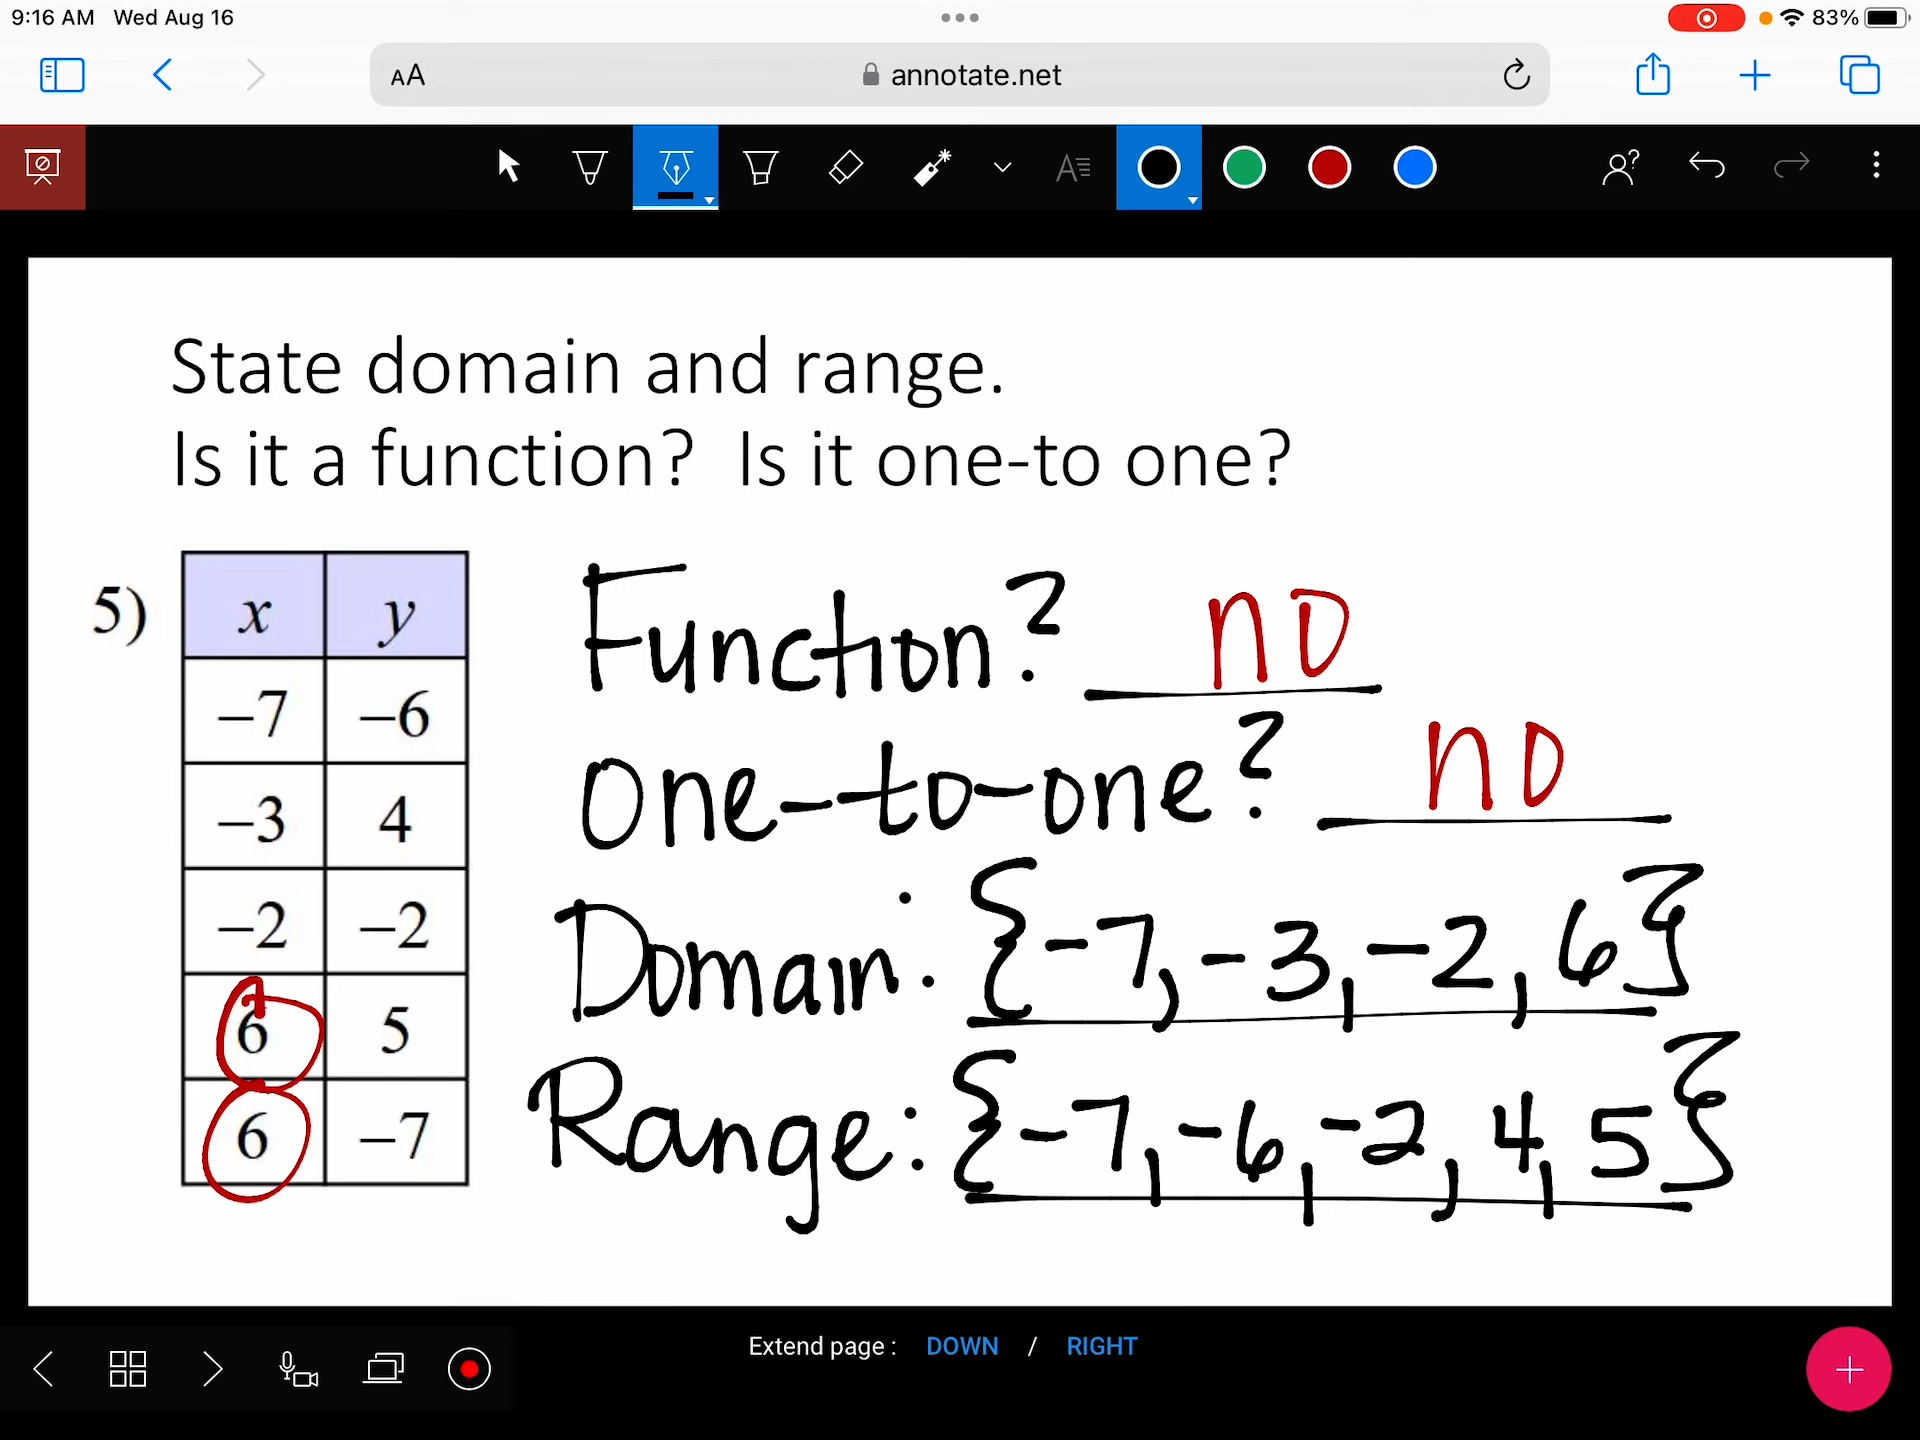 9:16 AM Wed Aug 16
83%
AA
annotate.net
State domain and range.
Is it a function? Is it one-to one?
5)
x y
−7 −6
−3 4
−2 −2
6 5
6 −7
Function? no
one-to-one? no
Domain: {-7, -3, -2, 6}
Range: {-7, -6, -2, 4, 5}
Extend page : DOWN / RIGHT